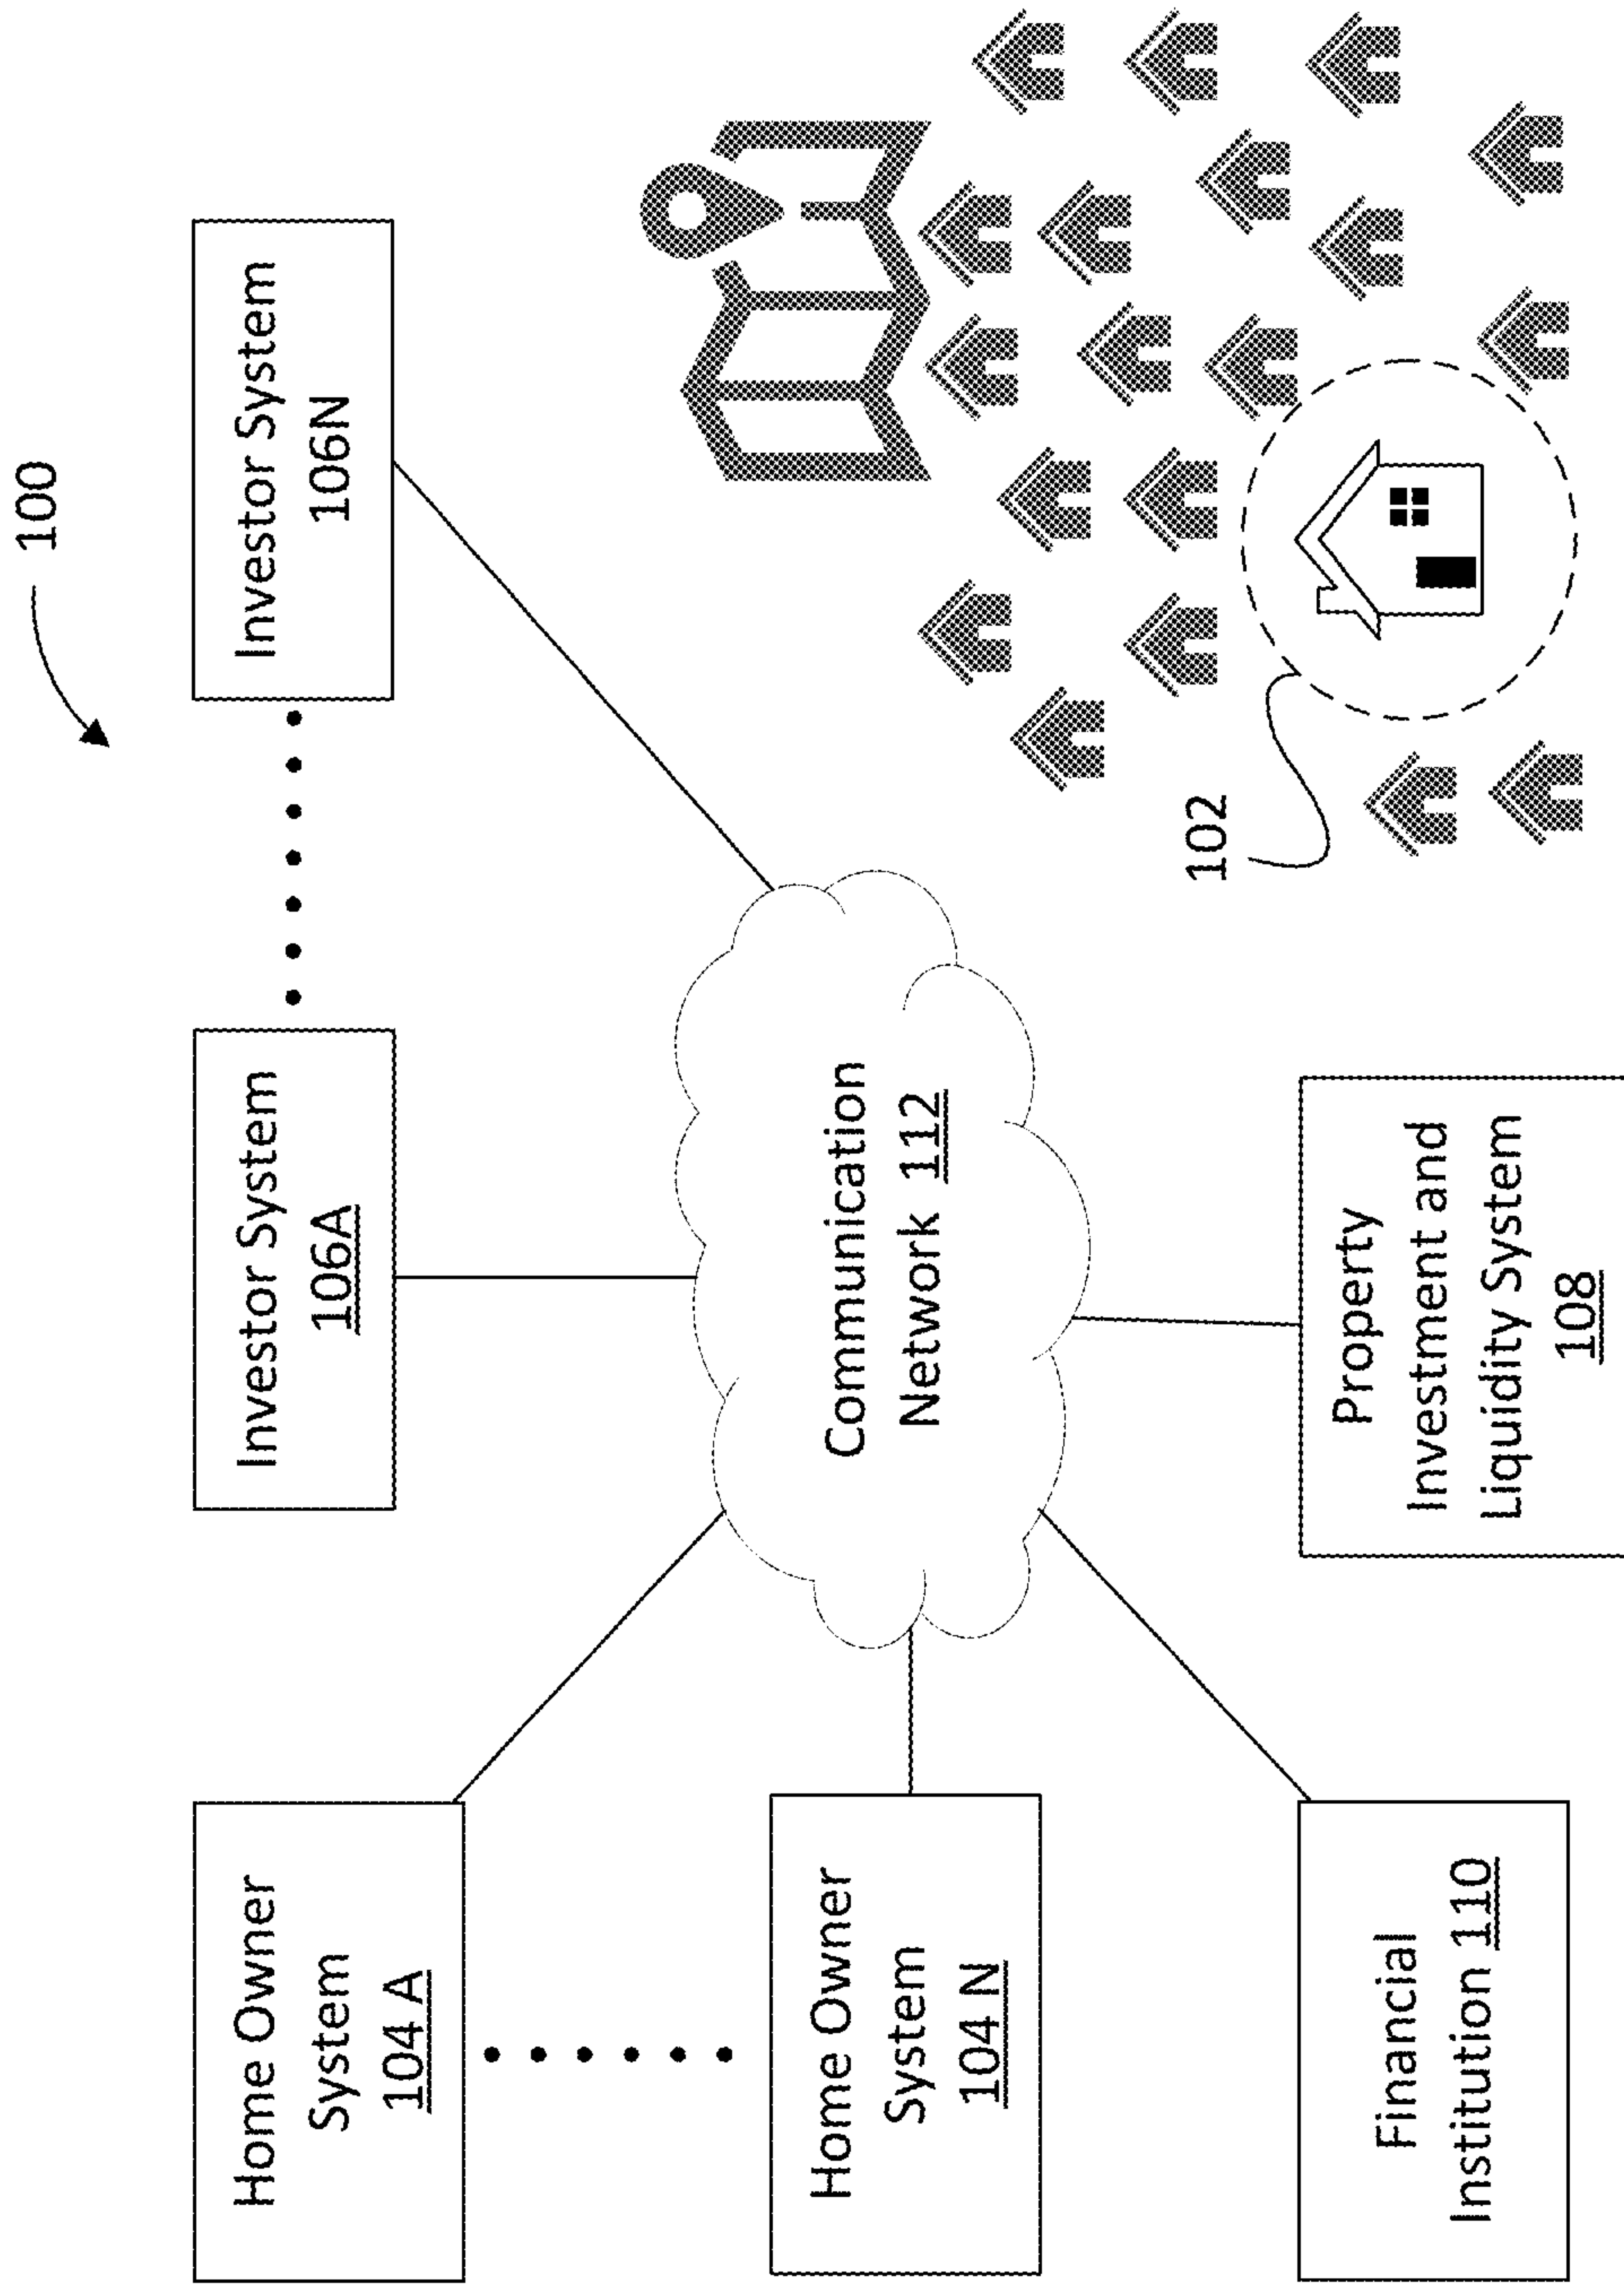 100
Home Owner
System
104 A
Investor System
106A
Investor System
106N
Home Owner
System
104 N
Communication
Network 112
Financial
Institution 110
Property
Investment and
Liquidity System
108
102